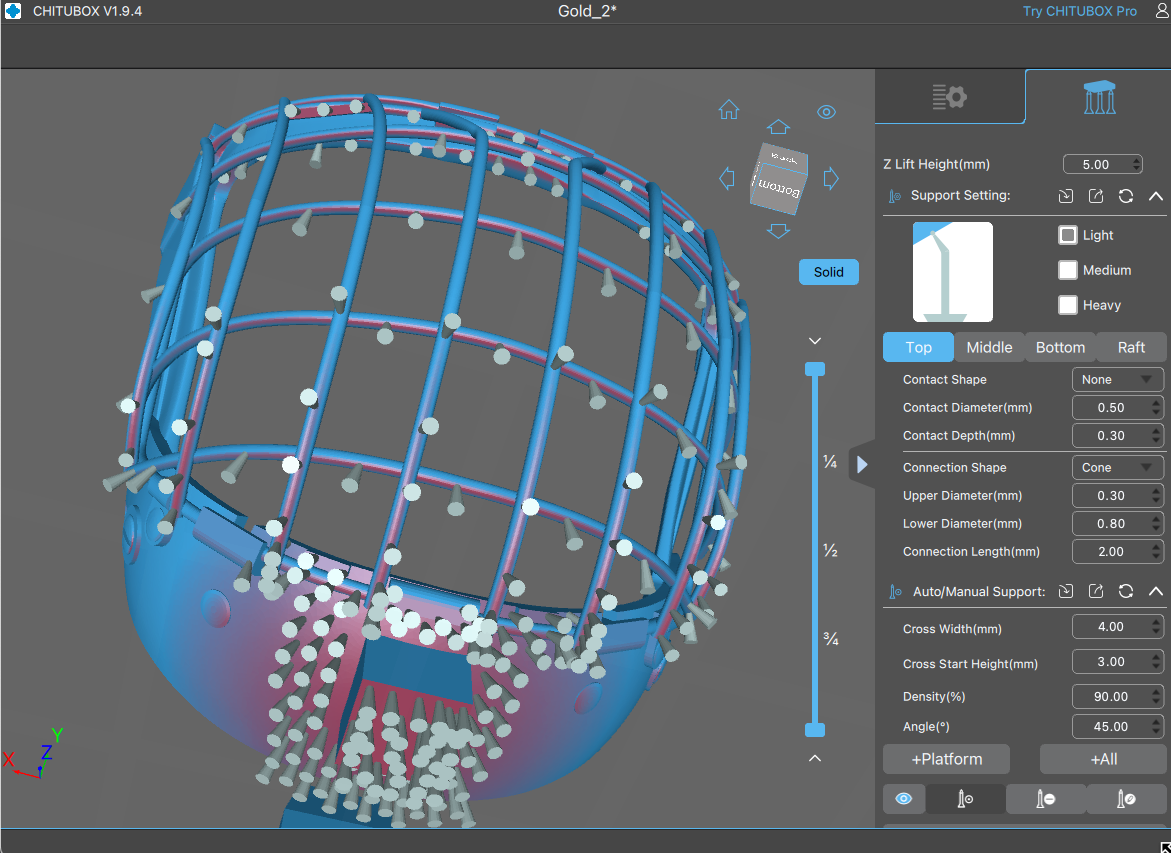 CHITUBOX V1.9.4
Gold_2*
Try CHITUBOX Pro
Z Lift Height(mm)
5.00
Support Setting:
Light
Medium
Heavy
Bottom
Solid
Top
Middle
Bottom
Raft
Contact Shape
None
Contact Diameter(mm)
0.50
Contact Depth(mm)
0.30
Connection Shape
Cone
Upper Diameter(mm)
0.30
Lower Diameter(mm)
0.80
Connection Length(mm)
2.00
¼
½
¾
Auto/Manual Support:
Cross Width(mm)
4.00
Cross Start Height(mm)
3.00
Density(%)
90.00
Angle(°)
45.00
+Platform
+All
X
Y
Z